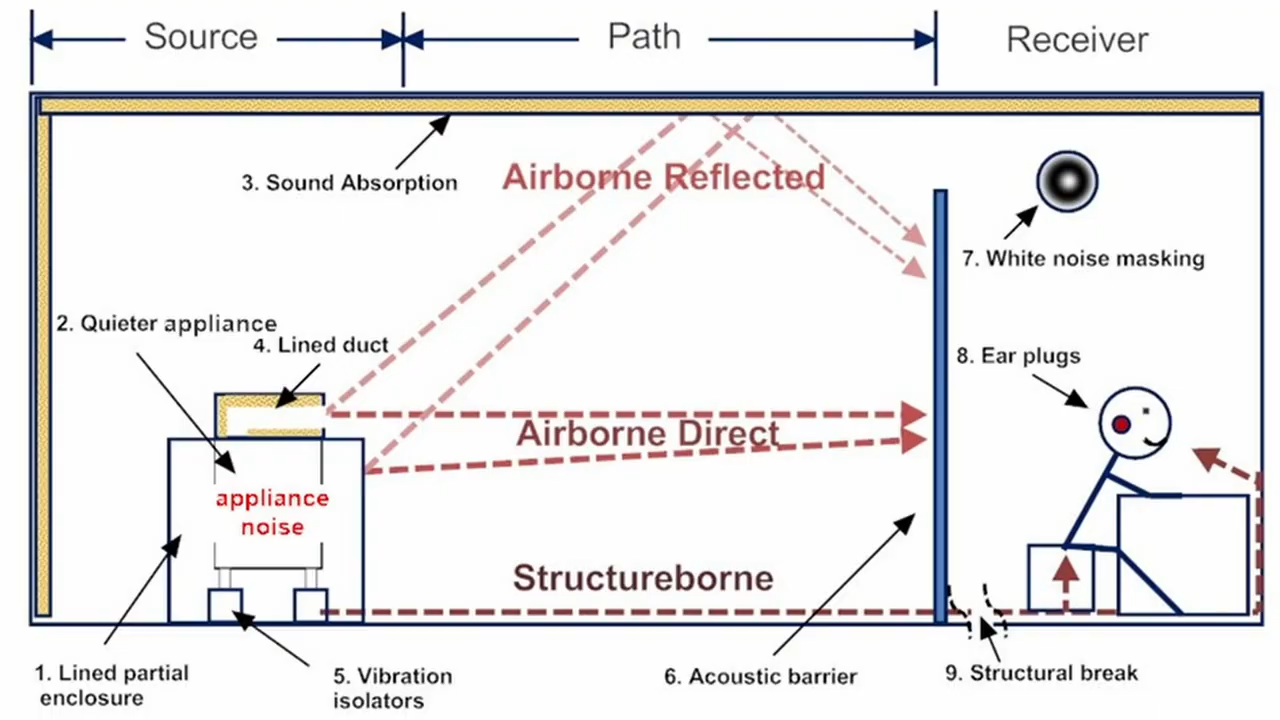 Source
Path
Receiver
3. Sound Absorption
Airborne Reflected
7. White noise masking
2. Quieter appliance
4. Lined duct
8. Ear plugs
Airborne Direct
appliance
noise
Structureborne
1. Lined partial
enclosure
5. Vibration
isolators
6. Acoustic barrier
9. Structural break